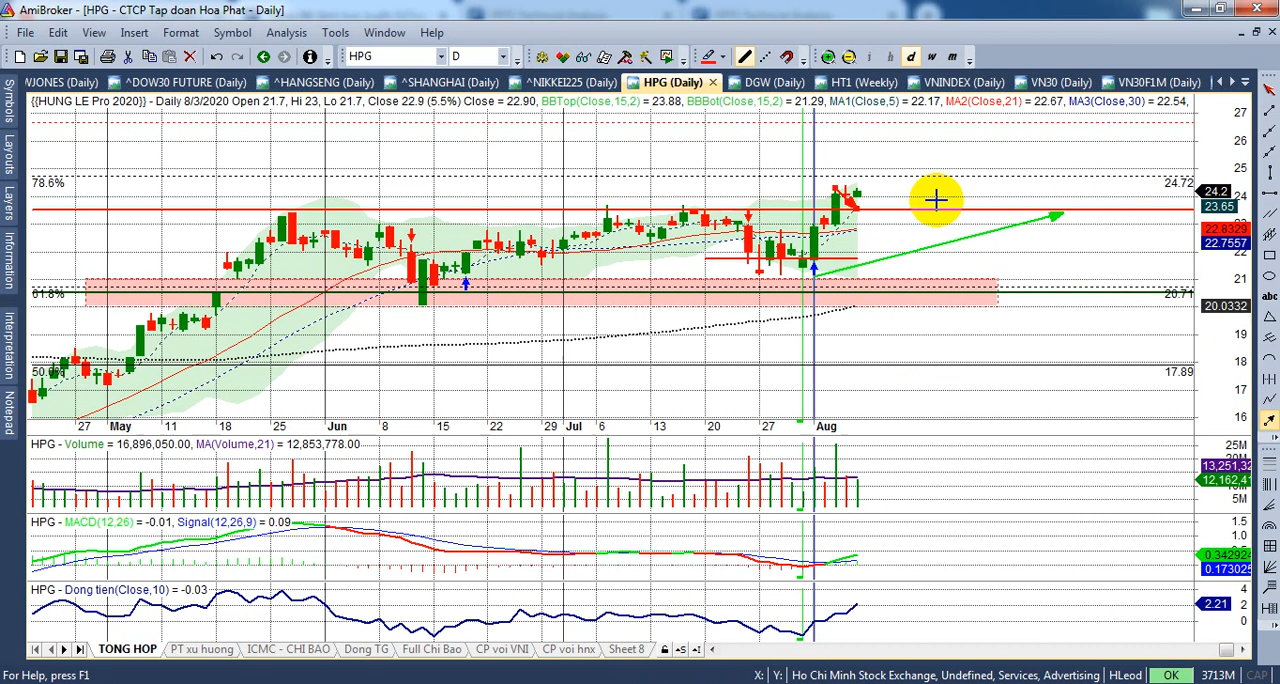 AmiBroker - [HPG - CTCP Tap doan Hoa Phat - Daily]
File Edit View Insert Format Symbol Analysis Tools Window Help
HPG D i h d w m
WJONES (Daily) ^DOW30 FUTURE (Daily) ^HANGSENG (Daily) ^SHANGHAI (Daily) ^NIKKEI225 (Daily) HPG (Daily) DGW (Daily) HT1 (Weekly) VNINDEX (Daily) VN30 (Daily) VN30F1M (Daily)
{{HUNG LE Pro 2020}} - Daily 8/3/2020 Open 21.7, Hi 23, Lo 21.7, Close 22.9 (5.5%) Close = 22.90, BBTop(Close,15,2) = 23.88, BBBot(Close,15,2) = 21.29, MA1(Close,5) = 22.17, MA2(Close,21) = 22.67, MA3(Close,30) = 22.54,
Symbols
Layouts
Layers
Information
Interpretation
Notepad
27
26
25
78.6% 24.72
24.2
24
23.65
23
22.8329
22.7557
22
21
61.8% 20.71
20.0332
19
18
50.0% 17.89
17
16
27 May 11 18 25 Jun 8 15 22 29 Jul 6 13 20 27 Aug
abc
HPG - Volume = 16,896,050.00, MA(Volume,21) = 12,853,778.00
25M
20M
13,251,32
12,162,41
5M
HPG - MACD(12,26) = -0.01, Signal(12,26,9) = 0.09
1.5
1.0
0.342924
0.173025
HPG - Dong tien(Close,10) = -0.03
4
2.21
2
0
TONG HOP PT xu huong ICMC - CHI BAO Dong TG Full Chi Bao CP voi VNI CP voi hnx Sheet 8
For Help, press F1 X: Y: Ho Chi Minh Stock Exchange, Undefined, Services, Advertising HLeod OK 3713M CAP